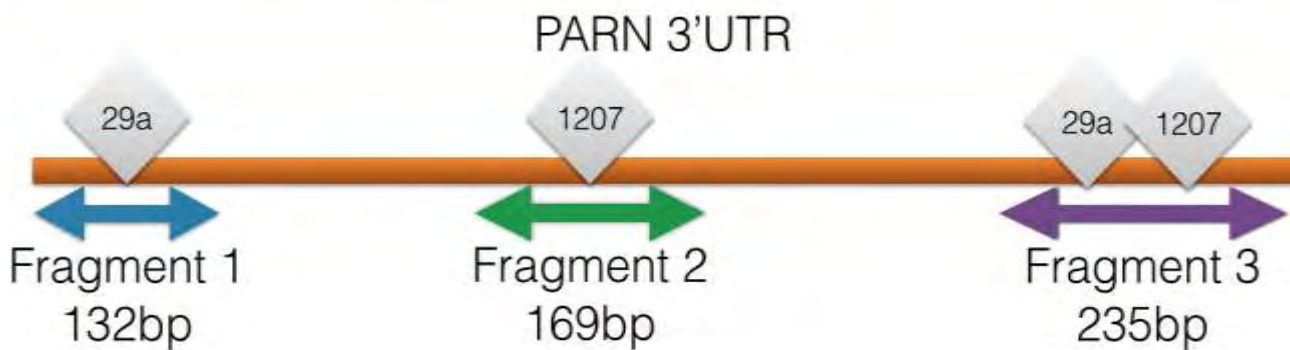 PARN 3'UTR
29a
1207
29a
1207
Fragment 1
132bp
Fragment 2
169bp
Fragment 3
235bp